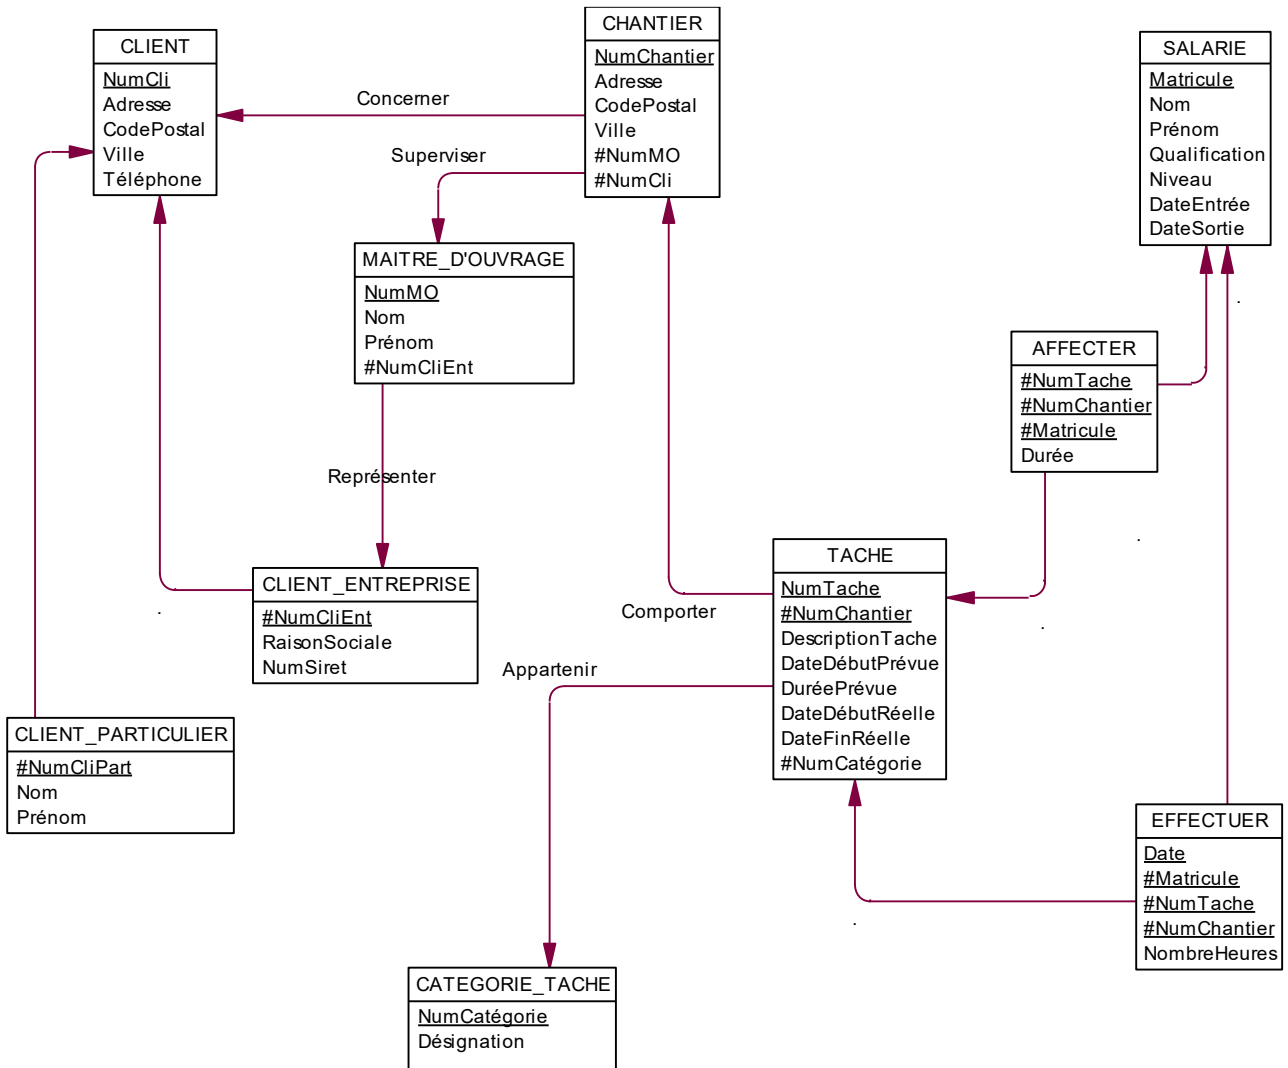 CLIENT
NumCli
Adresse
CodePostal
Ville
Téléphone
Concerner
CHANTIER
NumChantier
Adresse
CodePostal
Ville
#NumMO
#NumCli
Superviser
MAITRE_D'OUVRAGE
NumMO
Nom
Prénom
#NumCliEnt
Représenter
CLIENT_ENTREPRISE
#NumCliEnt
RaisonSociale
NumSiret
CLIENT_PARTICULIER
#NumCliPart
Nom
Prénom
SALARIE
Matricule
Nom
Prénom
Qualification
Niveau
DateEntrée
DateSortie
AFFECTER
#NumTache
#NumChantier
#Matricule
Durée
TACHE
NumTache
#NumChantier
DescriptionTache
DateDébutPrévue
DuréePrévue
DateDébutRéelle
DateFinRéelle
#NumCatégorie
Comporter
Appartenir
EFFECTUER
Date
#Matricule
#NumTache
#NumChantier
NombreHeures
CATEGORIE_TACHE
NumCatégorie
Désignation